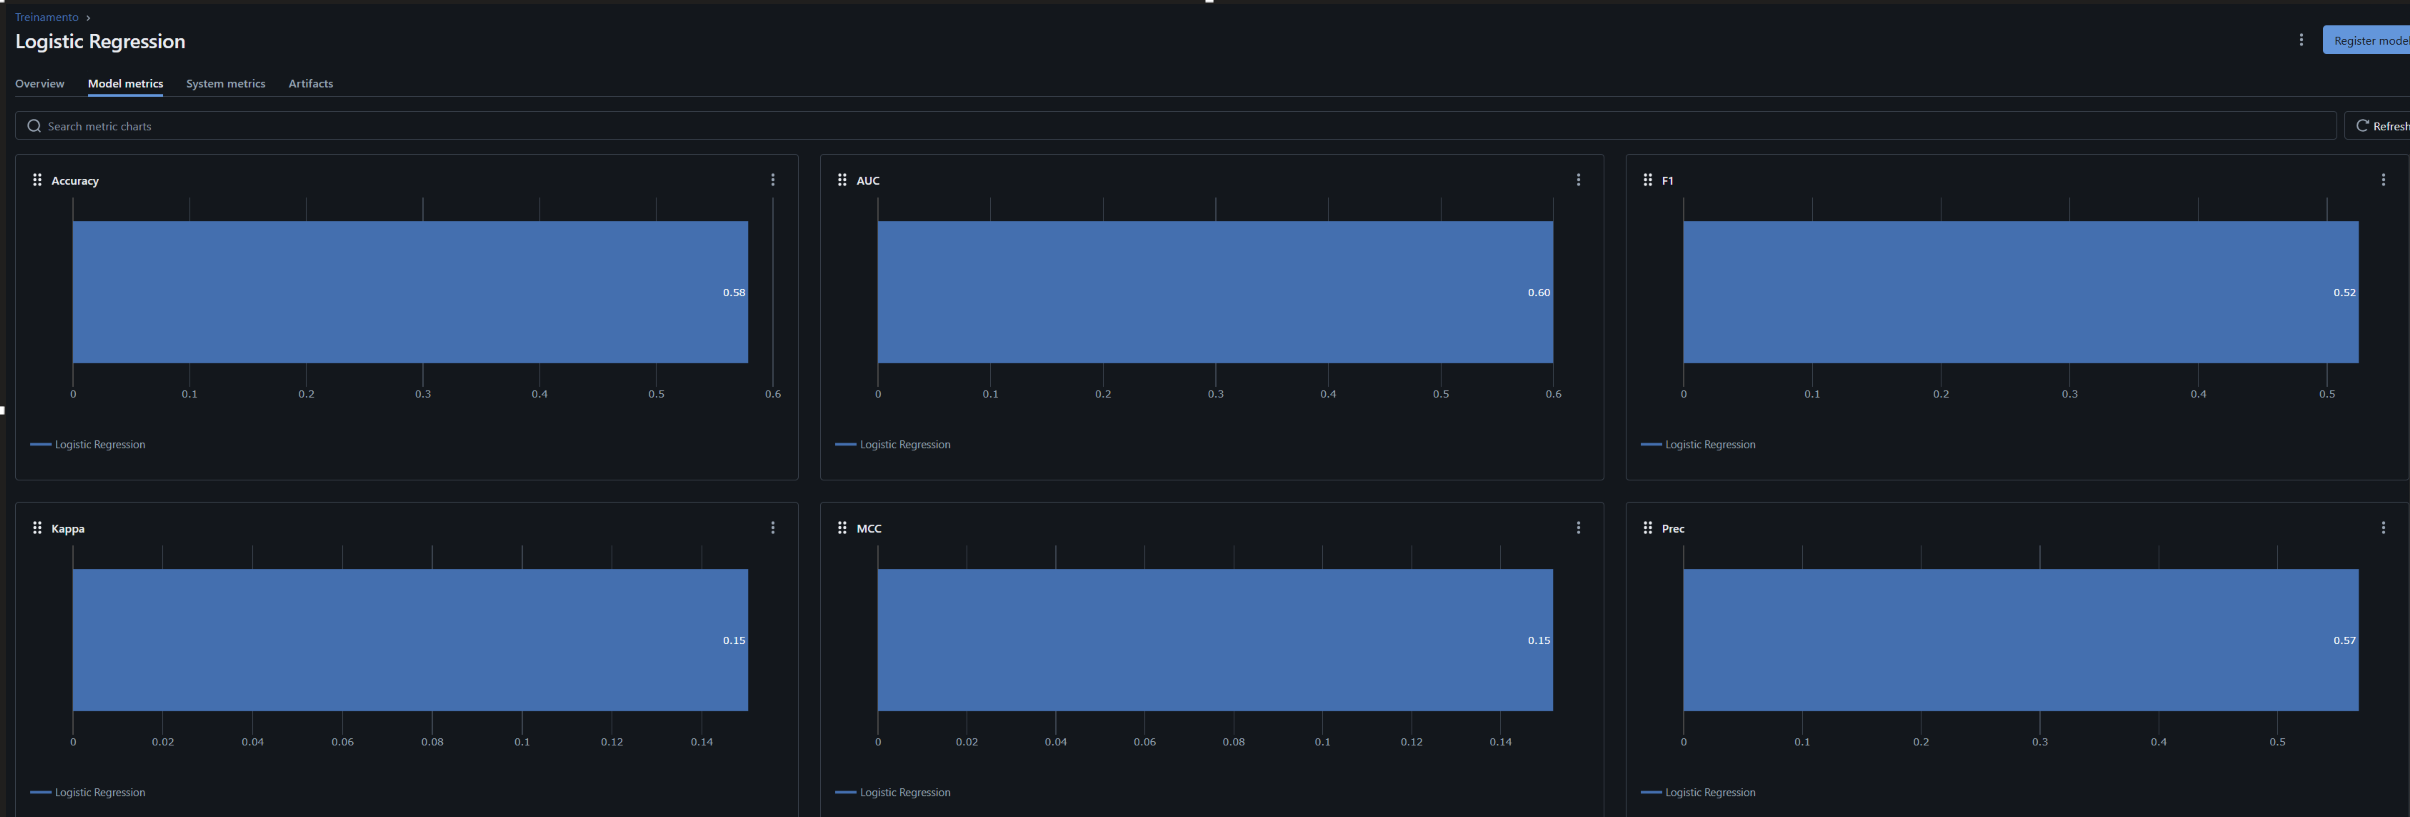 Treinamento
Logistic Regression
Register model
Overview Model metrics System metrics Artifacts
Search metric charts
Refresh
Accuracy
0.58
0 0.1 0.2 0.3 0.4 0.5 0.6
Logistic Regression
AUC
0.60
0 0.1 0.2 0.3 0.4 0.5 0.6
Logistic Regression
F1
0.52
0 0.1 0.2 0.3 0.4 0.5
Logistic Regression
Kappa
0.15
0 0.02 0.04 0.06 0.08 0.1 0.12 0.14
Logistic Regression
MCC
0.15
0 0.02 0.04 0.06 0.08 0.1 0.12 0.14
Logistic Regression
Prec
0.57
0 0.1 0.2 0.3 0.4 0.5
Logistic Regression